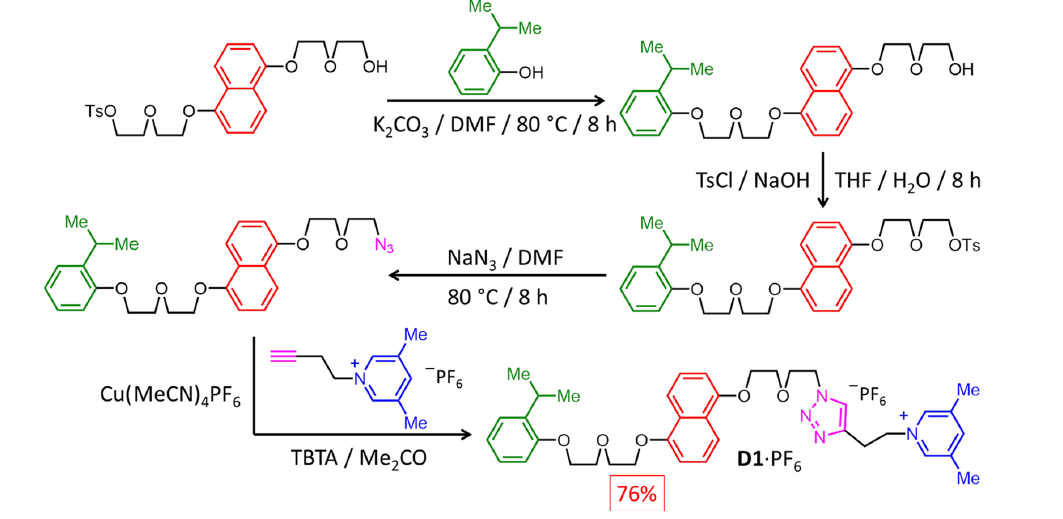 Me
Me
OH
O O OH
TsO O O
K₂CO₃ / DMF / 80 °C / 8 h
Me
Me
O O OH
O O O
TsCl / NaOH THF / H₂O / 8 h
Me
Me
O O N₃
O O O
NaN₃ / DMF
80 °C / 8 h
Me
Me
O O OTs
O O O
Cu(MeCN)₄PF₆
Me
+
N
⁻PF₆
Me
TBTA / Me₂CO
Me
Me
O O N
N
N
⁻PF₆
O O O
D1·PF₆
+
N
Me
Me
76%